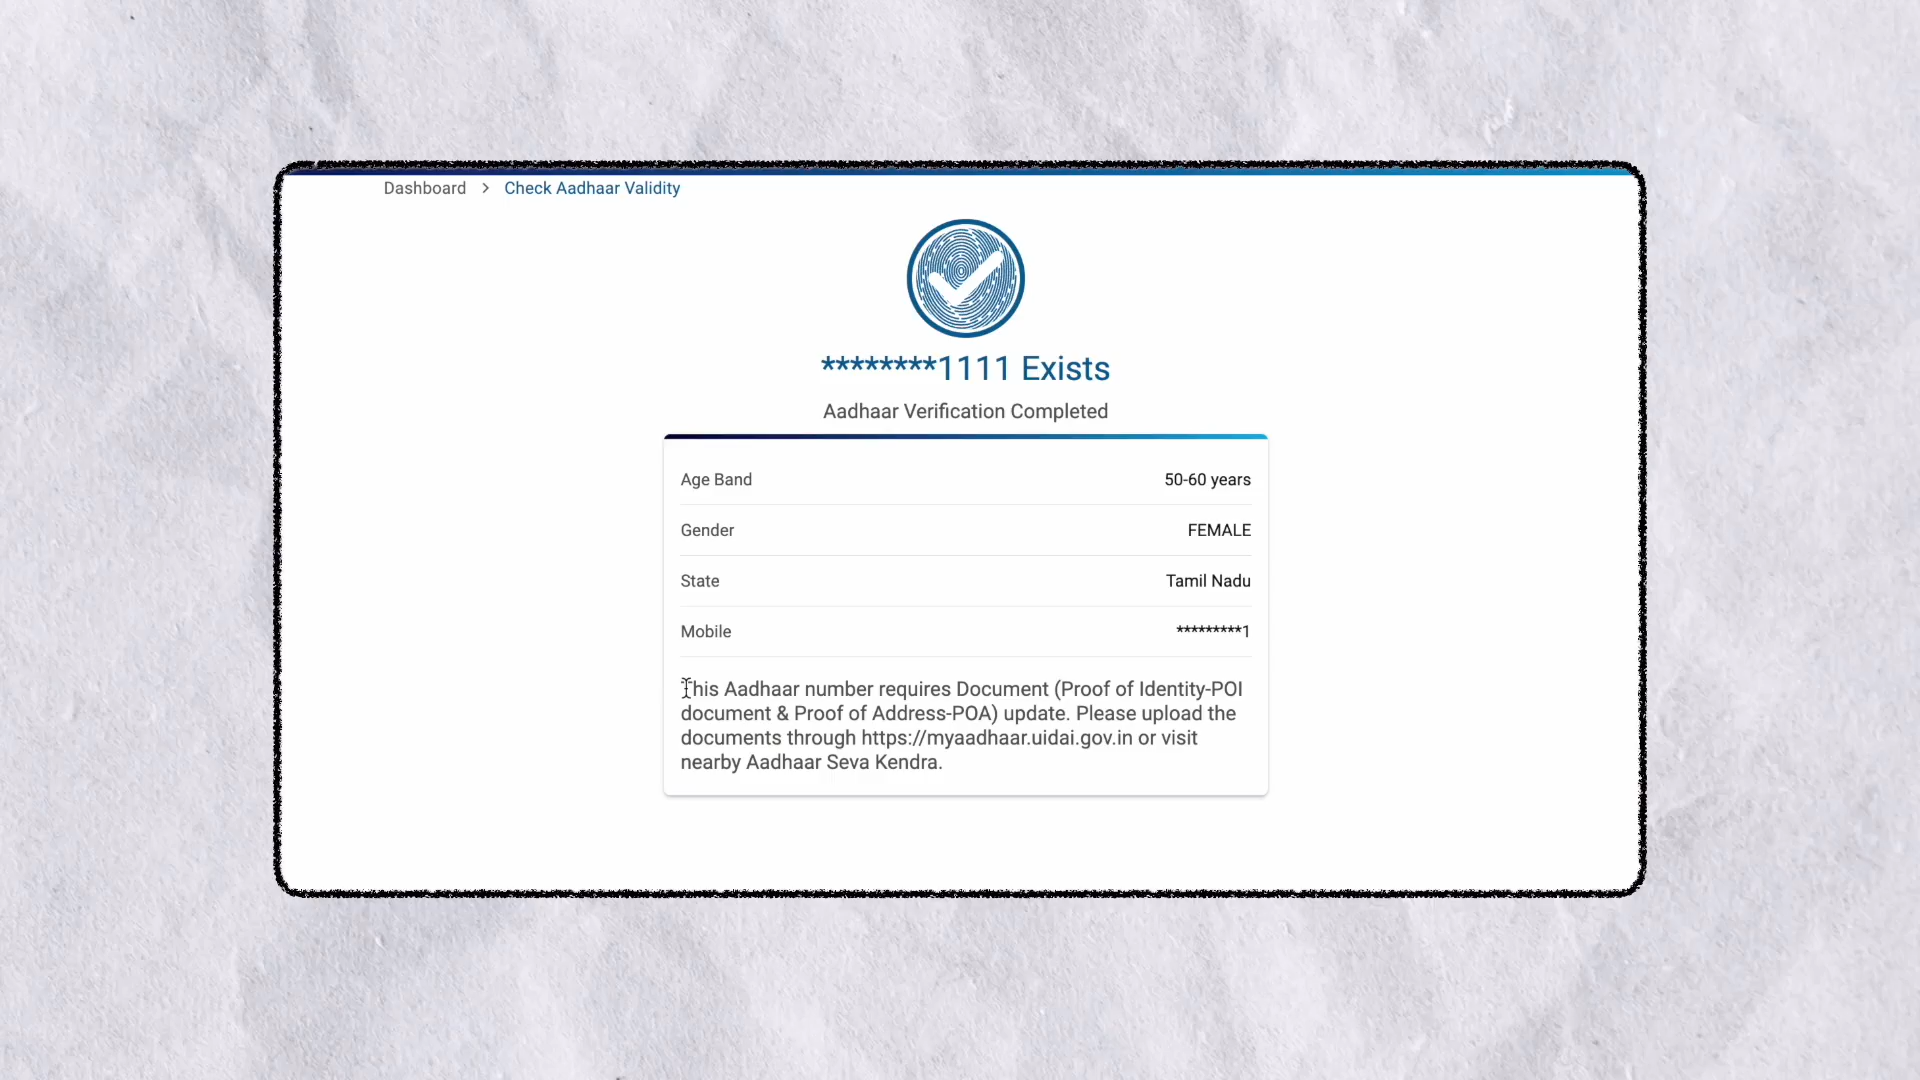 Dashboard > Check Aadhaar Validity
********1111 Exists
Aadhaar Verification Completed
Age Band 50-60 years
Gender FEMALE
State Tamil Nadu
Mobile *********1
This Aadhaar number requires Document (Proof of Identity-POI
document & Proof of Address-POA) update. Please upload the
documents through https://myaadhaar.uidai.gov.in or visit
nearby Aadhaar Seva Kendra.